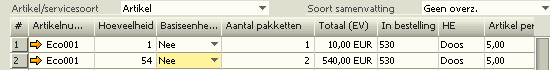 Artikel/servicesoort Artikel Soort samenvatting Geen overz.
# Artikelnu... Hoeveelheid Basiseenhe... Aantal pakketten Totaal (EV) In bestelling HE Artikel per
1 Eco001 1 Nee 1 10,00 EUR 530 Doos 5,00
2 Eco001 54 Nee 2 540,00 EUR 530 Doos 5,00